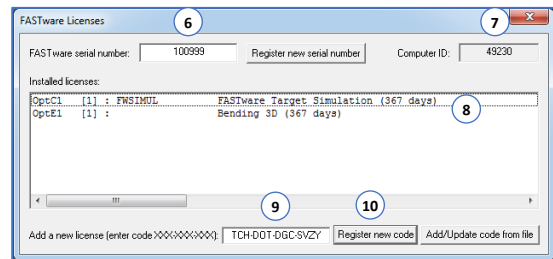 FASTware Licenses
6
7
FASTware serial number: 100999 Register new serial number Computer ID: 49230
Installed licenses:
OptC1 [1] : FWSIMUL FASTware Target Simulation (367 days)
8
OptE1 [1] : Bending 3D (367 days)
9
10
Add a new license (enter code XXX-XXX-XXX): TCH-DOT-DGC-SVZY Register new code Add/Update code from file